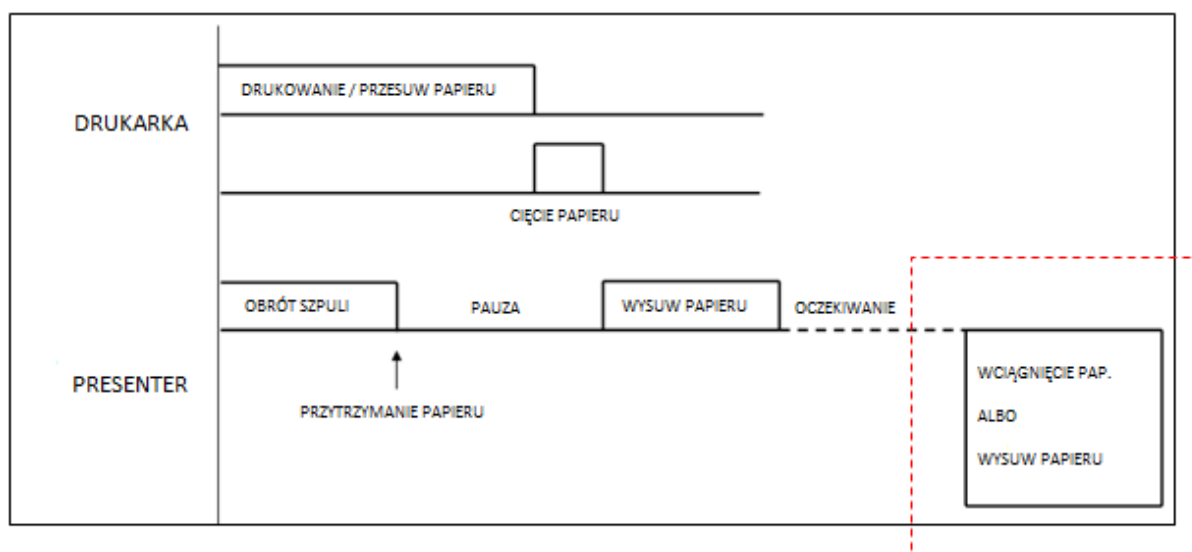 DRUKARKA
DRUKOWANIE / PRZESUW PAPIERU
CIĘCIE PAPIERU
PRESENTER
OBRÓT SZPULI
PAUZA
WYSUW PAPIERU
OCZEKIWANIE
PRZYTRZYMANIE PAPIERU
WCIĄGNIĘCIE PAP.
ALBO
WYSUW PAPIERU